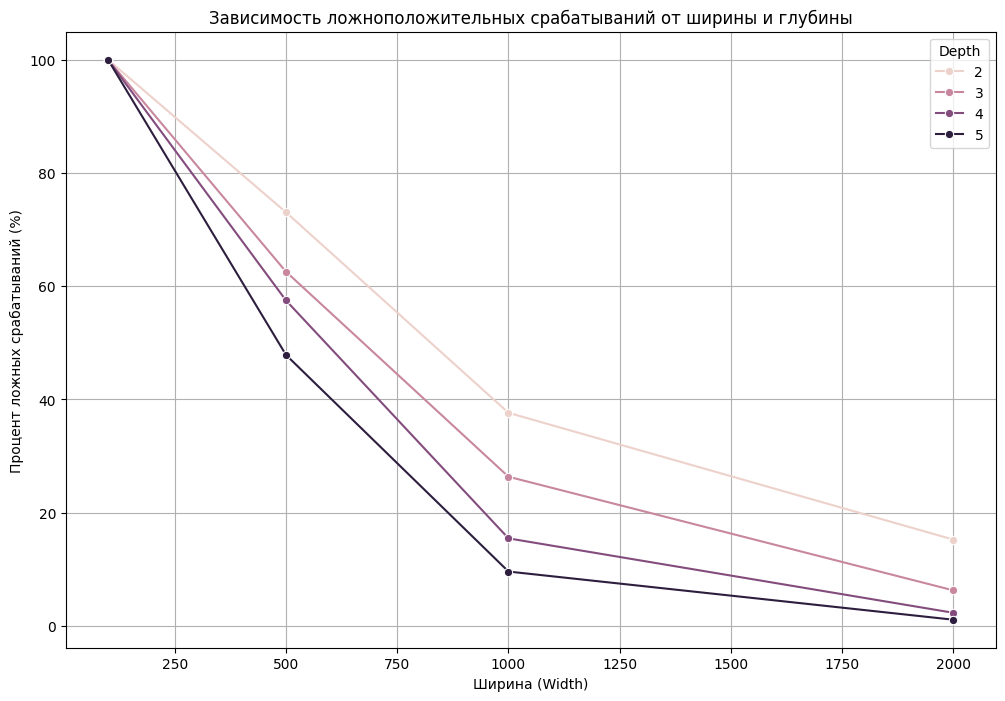 Зависимость ложноположительных срабатываний от ширины и глубины
Depth
2
3
4
5
Процент ложных срабатываний (%)
100
80
60
40
20
0
250 500 750 1000 1250 1500 1750 2000
Ширина (Width)